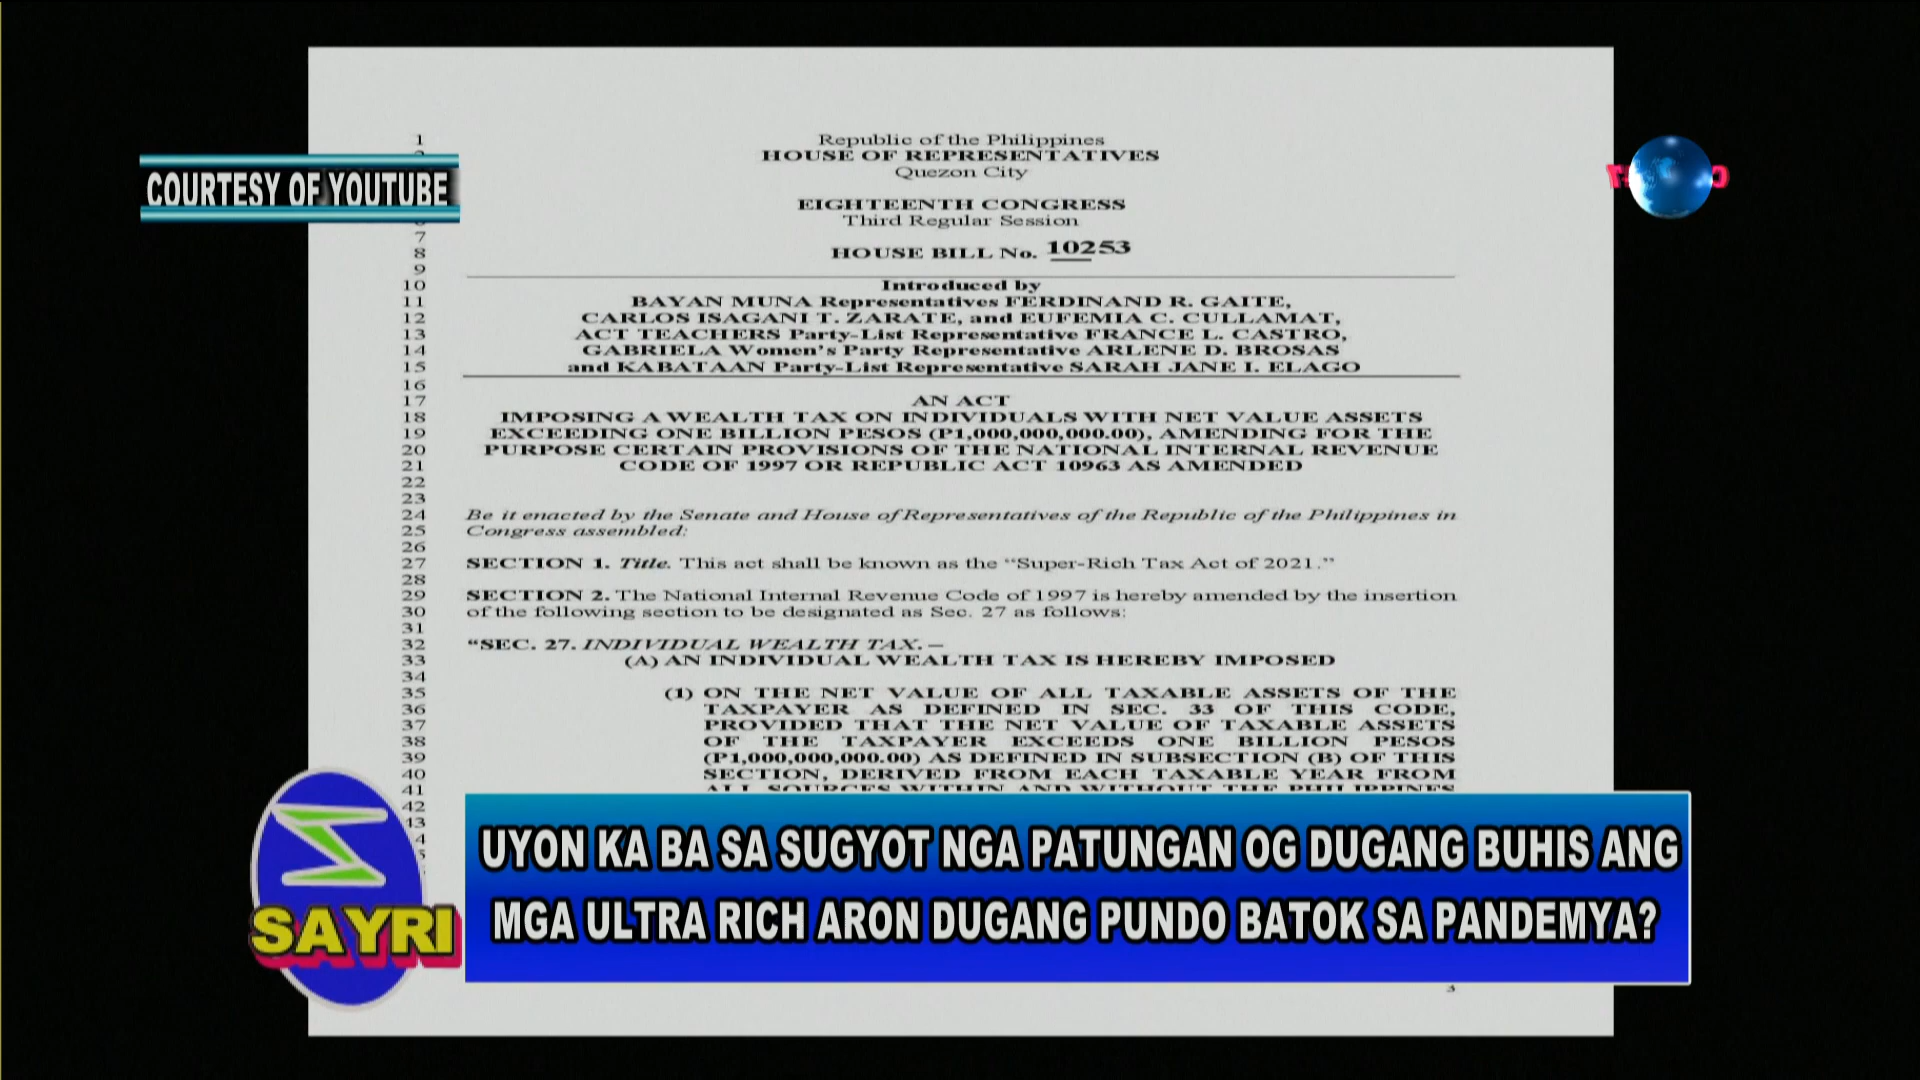 1 Republic of the Philippines
HOUSE OF REPRESENTATIVES
Quezon City
COURTESY OF YOUTUBE
EIGHTEENTH CONGRESS
Third Regular Session
7
8 HOUSE BILL No. 10253
9
10 Introduced by
11 BAYAN MUNA Representatives FERDINAND R. GAITE,
12 CARLOS ISAGANI T. ZARATE, and EUFEMIA C. CULLAMAT,
13 ACT TEACHERS Party-List Representative FRANCE L. CASTRO,
14 GABRIELA Women's Party Representative ARLENE D. BROSAS
15 and KABATAAN Party-List Representative SARAH JANE I. ELAGO
16
17 AN ACT
18 IMPOSING A WEALTH TAX ON INDIVIDUALS WITH NET VALUE ASSETS
19 EXCEEDING ONE BILLION PESOS (P1,000,000,000.00), AMENDING FOR THE
20 PURPOSE CERTAIN PROVISIONS OF THE NATIONAL INTERNAL REVENUE
21 CODE OF 1997 OR REPUBLIC ACT 10963 AS AMENDED
22
23
24 Be it enacted by the Senate and House of Representatives of the Republic of the Philippines in
25 Congress assembled:
26
27 SECTION 1. Title. This act shall be known as the "Super-Rich Tax Act of 2021."
28
29 SECTION 2. The National Internal Revenue Code of 1997 is hereby amended by the insertion
30 of the following section to be designated as Sec. 27 as follows:
31
32 "SEC. 27. INDIVIDUAL WEALTH TAX. –
33 (A) AN INDIVIDUAL WEALTH TAX IS HEREBY IMPOSED
34
35 (1) ON THE NET VALUE OF ALL TAXABLE ASSETS OF THE
36 TAXPAYER AS DEFINED IN SEC. 33 OF THIS CODE,
37 PROVIDED THAT THE NET VALUE OF TAXABLE ASSETS
38 OF THE TAXPAYER EXCEEDS ONE BILLION PESOS
39 (P1,000,000,000.00) AS DEFINED IN SUBSECTION (B) OF THIS
40 SECTION, DERIVED FROM EACH TAXABLE YEAR FROM
41 ALL SOURCES WITHIN AND WITHOUT THE PHILIPPINES
42
SAYRI
UYON KA BA SA SUGYOT NGA PATUNGAN OG DUGANG BUHIS ANG
MGA ULTRA RICH ARON DUGANG PUNDO BATOK SA PANDEMYA?
3